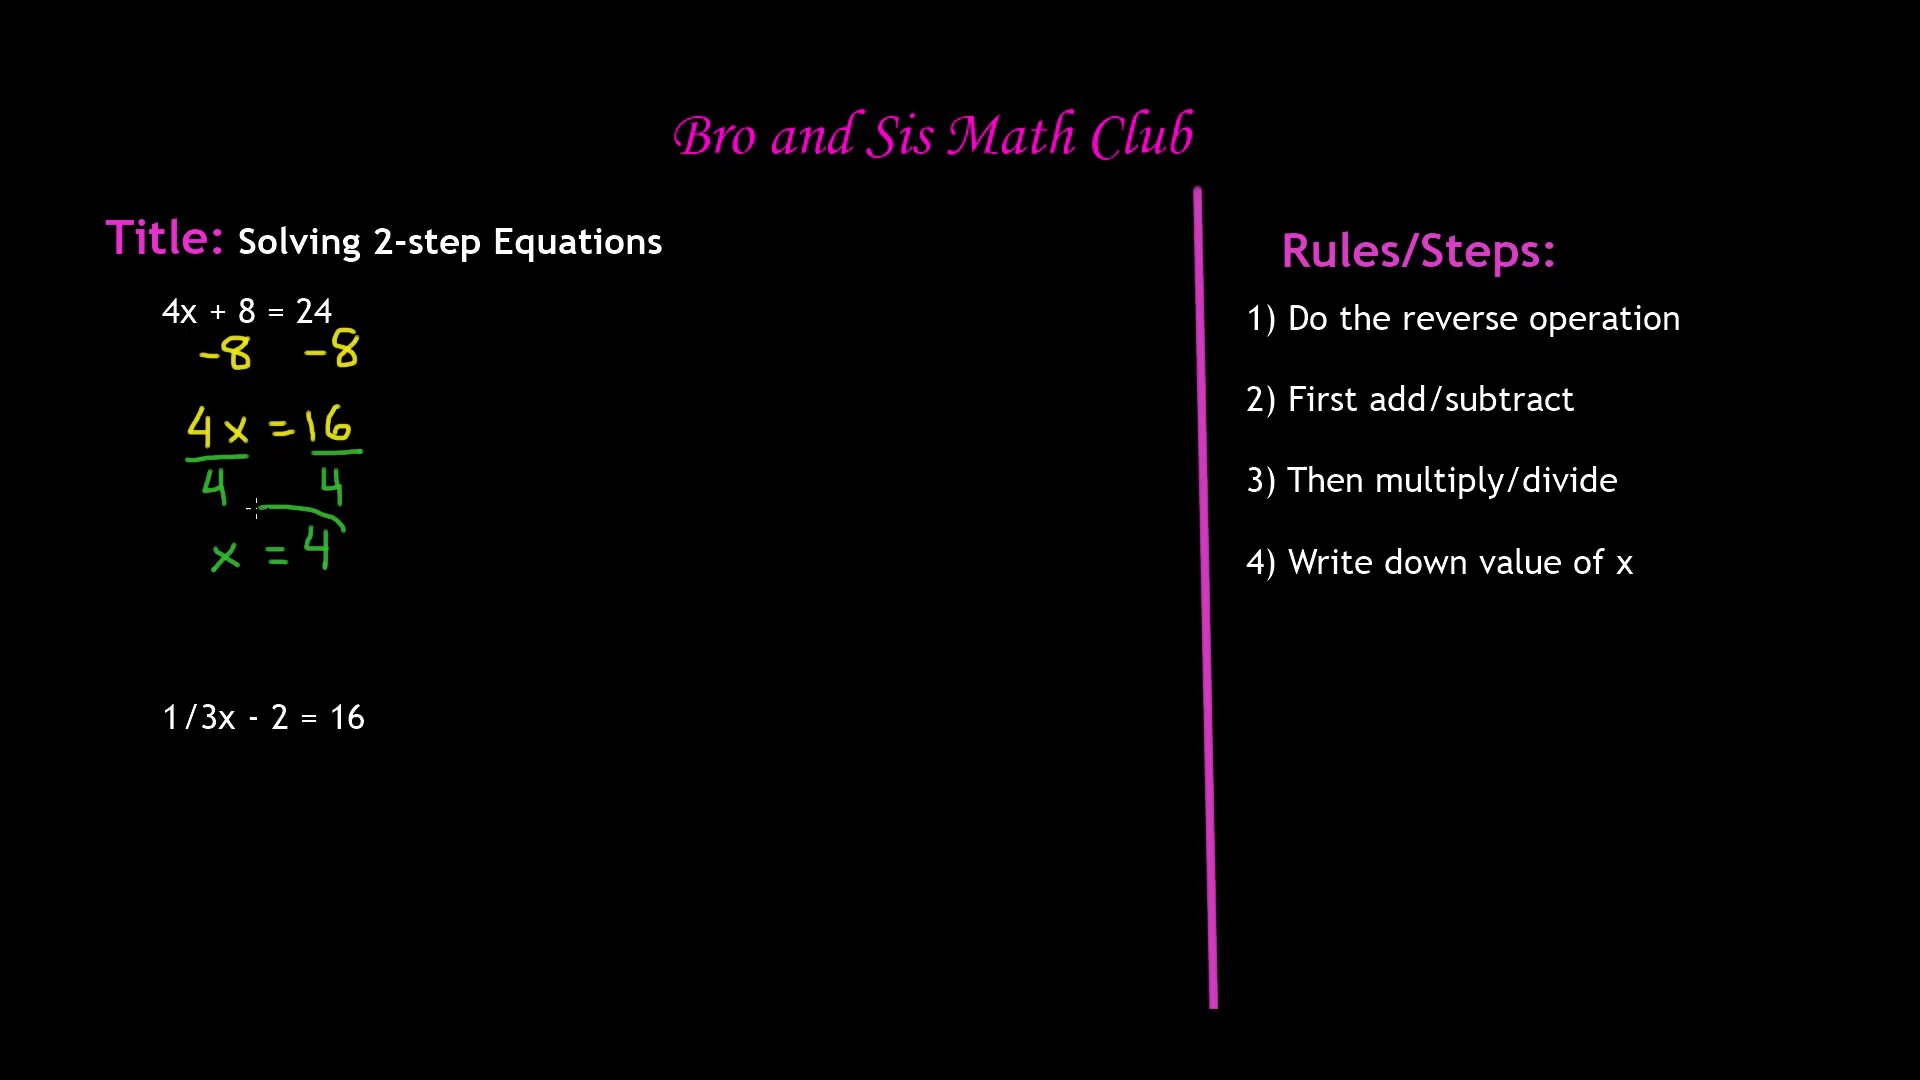 Bro and Sis Math Club
Title: Solving 2-step Equations
4x + 8 = 24
-8 -8
4x = 16
4 4
x = 4
1/3x - 2 = 16
Rules/Steps:
1) Do the reverse operation
2) First add/subtract
3) Then multiply/divide
4) Write down value of x